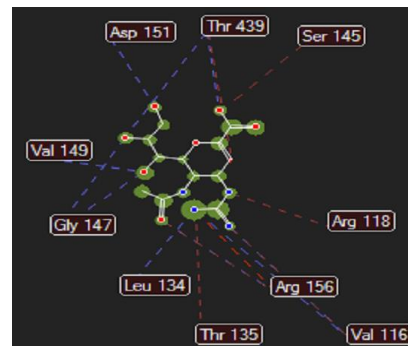 Asp 151
Thr 439
Ser 145
Val 149
Gly 147
Arg 118
Leu 134
Arg 156
Thr 135
Val 116